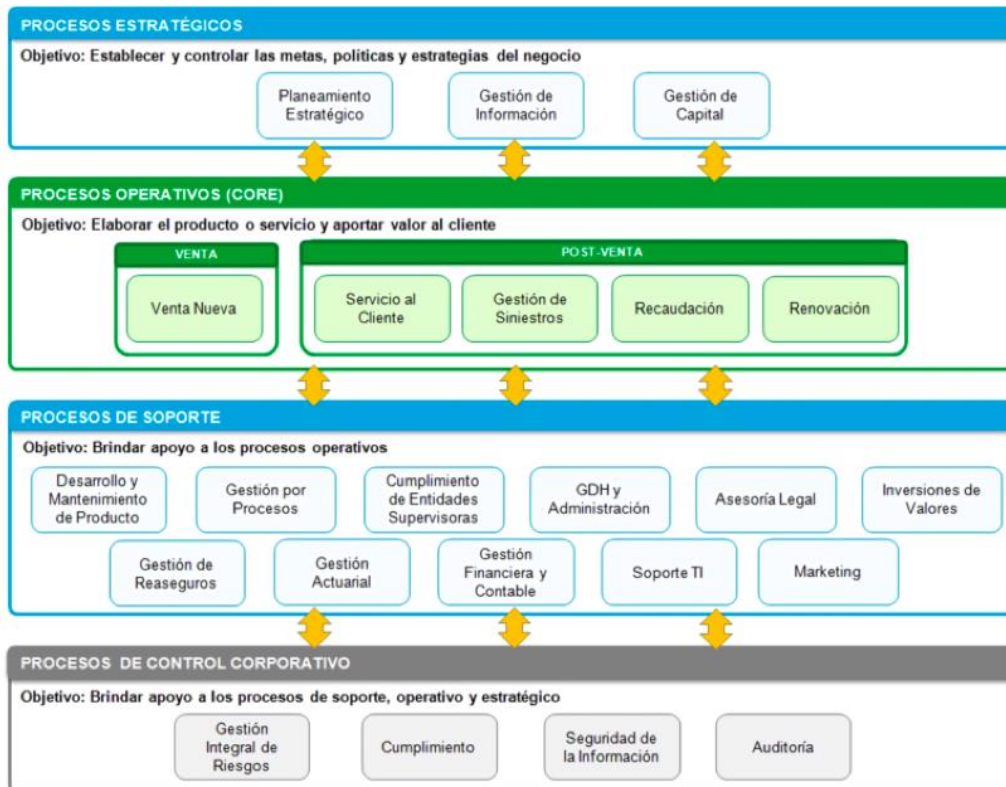 PROCESOS ESTRATÉGICOS
Objetivo: Establecer y controlar las metas, políticas y estrategias del negocio
Planeamiento
Estratégico
Gestión de
Información
Gestión de
Capital
PROCESOS OPERATIVOS (CORE)
Objetivo: Elaborar el producto o servicio y aportar valor al cliente
VENTA
Venta Nueva
POST-VENTA
Servicio al
Cliente
Gestión de
Siniestros
Recaudación
Renovación
PROCESOS DE SOPORTE
Objetivo: Brindar apoyo a los procesos operativos
Desarrollo y
Mantenimiento
de Producto
Gestión por
Procesos
Cumplimiento
de Entidades
Supervisoras
GDH y
Administración
Asesoría Legal
Inversiones de
Valores
Gestión de
Reaseguros
Gestión
Actuarial
Gestión
Financiera y
Contable
Soporte TI
Marketing
PROCESOS DE CONTROL CORPORATIVO
Objetivo: Brindar apoyo a los procesos de soporte, operativo y estratégico
Gestión
Integral de
Riesgos
Cumplimiento
Seguridad de
la Información
Auditoría